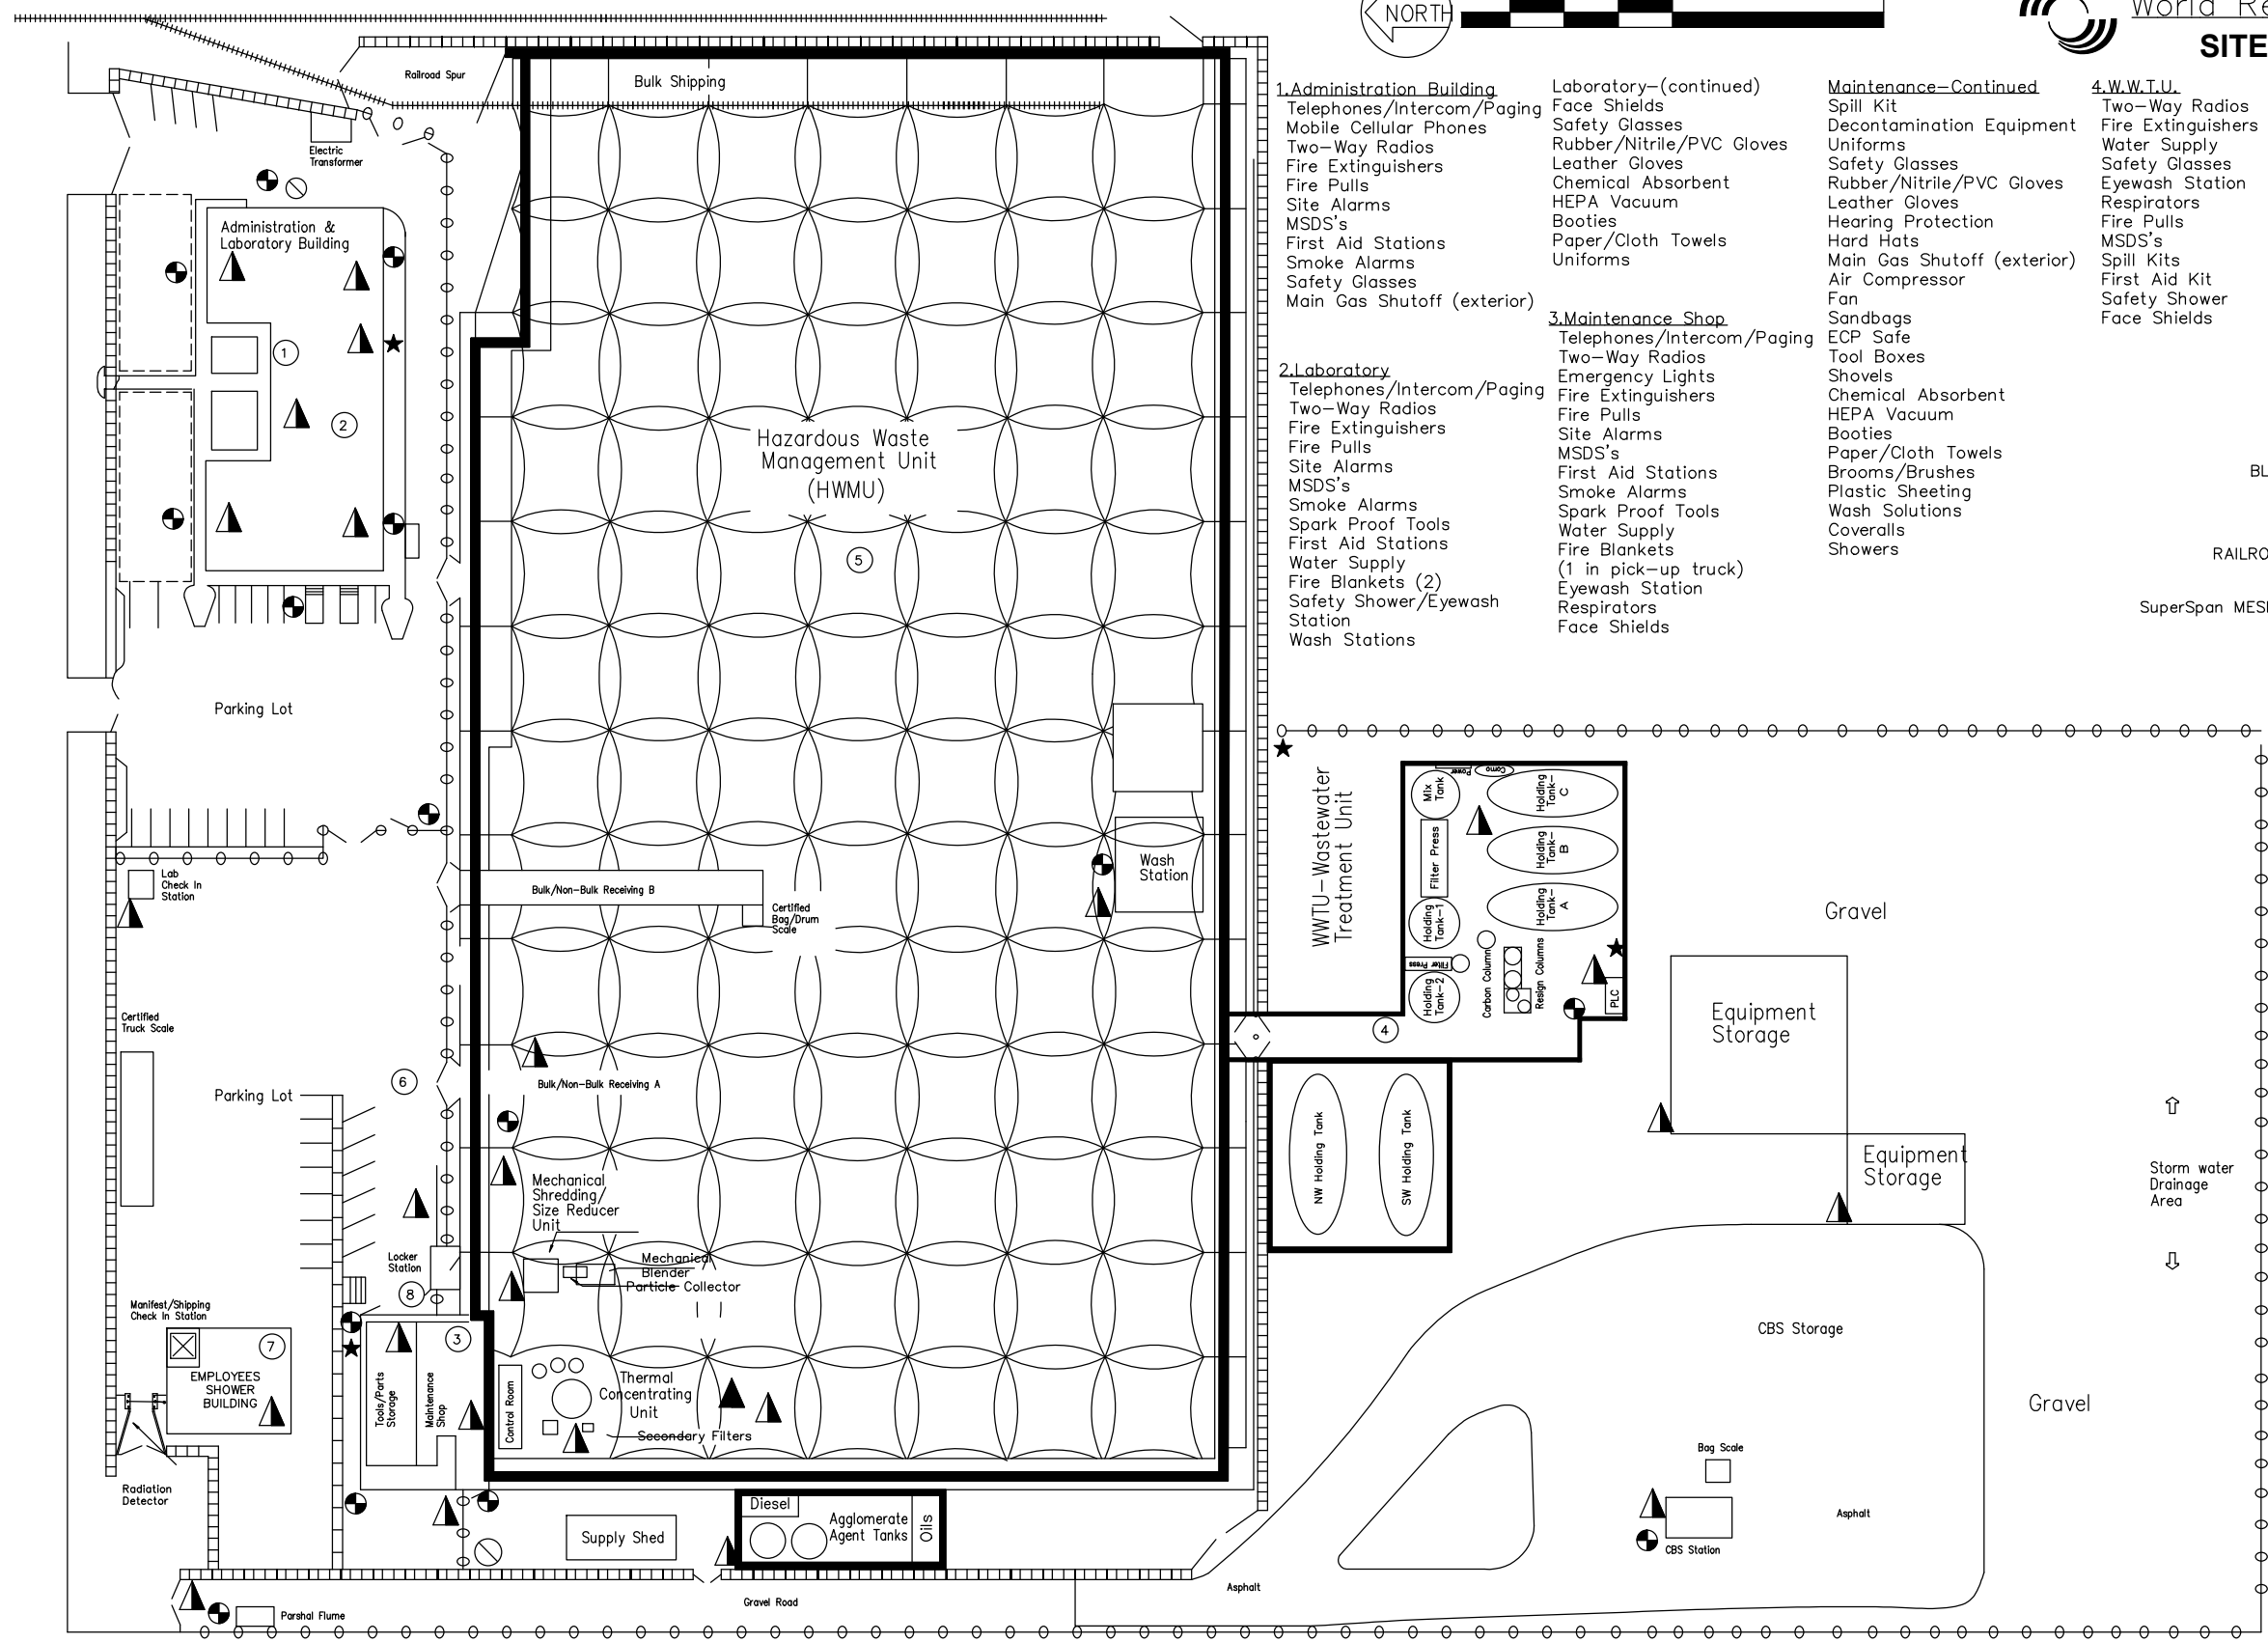 NORTH
World Re
SITE
1.Administration Building
Telephones/Intercom/Paging
Mobile Cellular Phones
Two-Way Radios
Fire Extinguishers
Fire Pulls
Site Alarms
MSDS's
First Aid Stations
Smoke Alarms
Safety Glasses
Main Gas Shutoff (exterior)
2.Laboratory
Telephones/Intercom/Paging
Two-Way Radios
Fire Extinguishers
Fire Pulls
Site Alarms
MSDS's
Smoke Alarms
Spark Proof Tools
First Aid Stations
Water Supply
Fire Blankets (2)
Safety Shower/Eyewash
Station
Wash Stations
Laboratory-(continued)
Face Shields
Safety Glasses
Rubber/Nitrile/PVC Gloves
Leather Gloves
Chemical Absorbent
HEPA Vacuum
Booties
Paper/Cloth Towels
Uniforms
3.Maintenance Shop
Telephones/Intercom/Paging
Two-Way Radios
Emergency Lights
Fire Extinguishers
Fire Pulls
Site Alarms
MSDS's
First Aid Stations
Smoke Alarms
Spark Proof Tools
Water Supply
Fire Blankets
(1 in pick-up truck)
Eyewash Station
Respirators
Face Shields
Maintenance-Continued
Spill Kit
Decontamination Equipment
Uniforms
Safety Glasses
Rubber/Nitrile/PVC Gloves
Leather Gloves
Hearing Protection
Hard Hats
Main Gas Shutoff (exterior)
Air Compressor
Fan
Sandbags
ECP Safe
Tool Boxes
Shovels
Chemical Absorbent
HEPA Vacuum
Booties
Paper/Cloth Towels
Brooms/Brushes
Plastic Sheeting
Wash Solutions
Coveralls
Showers
4.W.W.T.U.
Two-Way Radios
Fire Extinguishers
Water Supply
Safety Glasses
Eyewash Station
Respirators
Fire Pulls
MSDS's
Spill Kits
First Aid Kit
Safety Shower
Face Shields
BL
RAILRO
SuperSpan MES
Railroad Spur
Bulk Shipping
Electric
Transformer
Administration &
Laboratory Building
1
2
Hazardous Waste
Management Unit
(HWMU)
5
Parking Lot
Lab
Check In
Station
Bulk/Non-Bulk Receiving B
Certified
Bag/Drum
Scale
Wash
Station
WWTU-Wastewater
Treatment Unit
Mix
Tank
Power
Como
Holding
Tank-
C
Filter Press
Holding
Tank-
B
Holding
Tank-1
Holding
Tank-
A
Filter Press
Holding
Tank-2
Carbon Column
Resign Columns
PLC
4
Gravel
Equipment
Storage
Equipment
Storage
Certified
Truck Scale
Parking Lot
6
Bulk/Non-Bulk Receiving A
NW Holding Tank
SW Holding Tank
Storm water
Drainage
Area
Mechanical
Shredding/
Size Reducer
Unit
Mechanical
Blender
Particle Collector
Locker
Station
8
Manifest/Shipping
Check In Station
7
EMPLOYEES
SHOWER
BUILDING
3
Tools/Parts
Storage
Maintenance
Shop
Control Room
Thermal
Concentrating
Unit
Secondary Filters
CBS Storage
Gravel
Radiation
Detector
Supply Shed
Diesel
Agglomerate
Agent Tanks
Oils
Bag Scale
Asphalt
CBS Station
Asphalt
Gravel Road
Parshal Flume